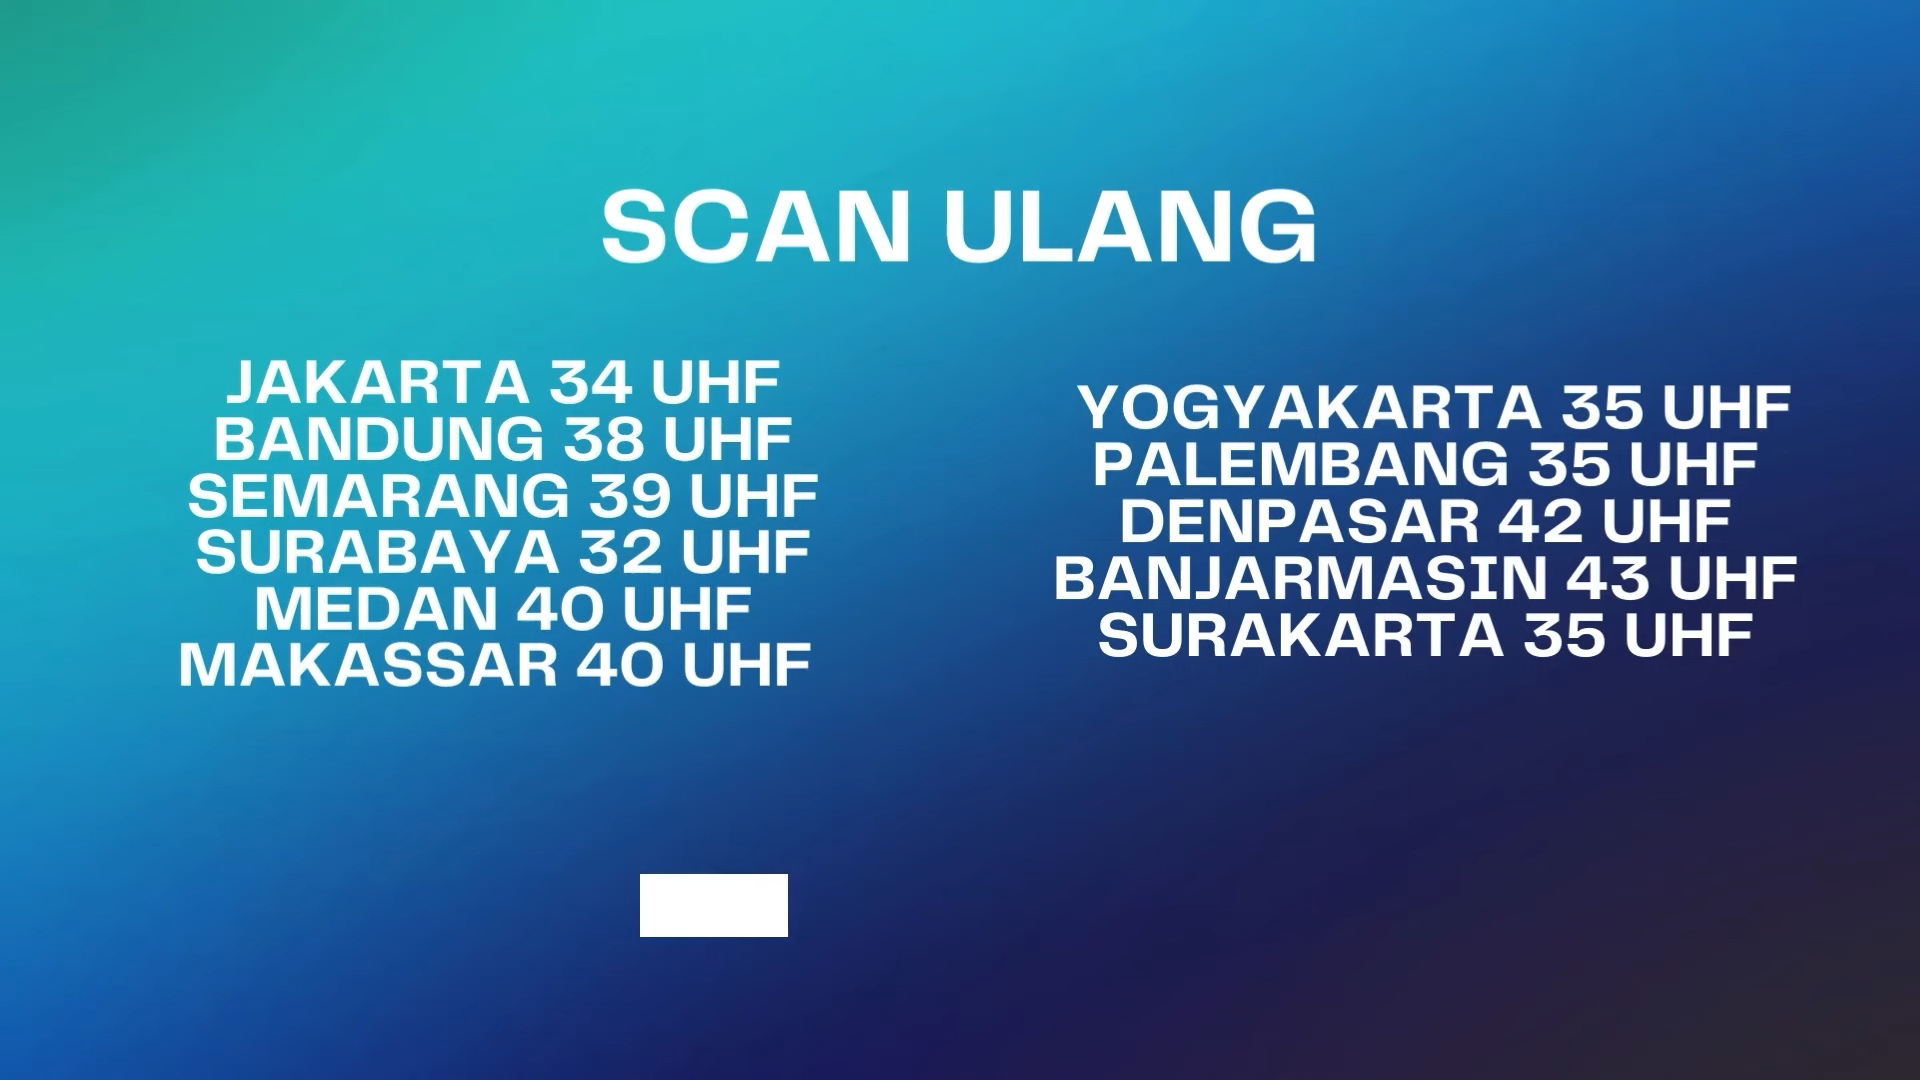 SCAN ULANG
JAKARTA 34 UHF
BANDUNG 38 UHF
SEMARANG 39 UHF
SURABAYA 32 UHF
MEDAN 40 UHF
MAKASSAR 40 UHF
YOGYAKARTA 35 UHF
PALEMBANG 35 UHF
DENPASAR 42 UHF
BANJARMASIN 43 UHF
SURAKARTA 35 UHF